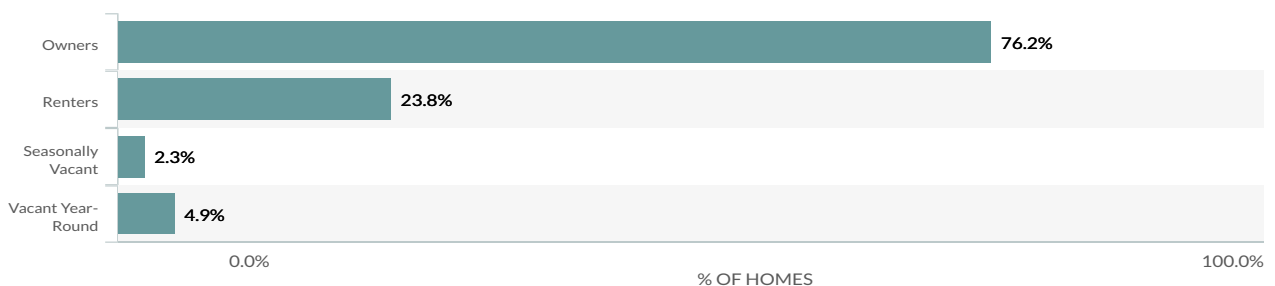 Owners
76.2%
Renters
23.8%
Seasonally
Vacant
2.3%
Vacant Year-
Round
4.9%
0.0%
100.0%
% OF HOMES